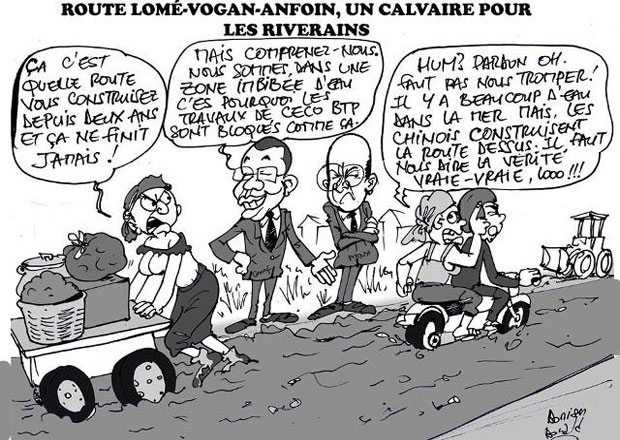 ROUTE LOMÉ-VOGAN-ANFOIN, UN CALVAIRE POUR
LES RIVERAINS
ÇA C'EST
QUELLE ROUTE
VOUS CONSTRUISEZ
DEPUIS DEUX ANS
ET ÇA NE FINIT
JAMAIS!
MAIS COMPRENEZ-NOUS.
NOUS SOMMES DANS UNE
ZONE IMBIBÉE D'EAU
C'ES POURQUOI LES
TRAVAUX DE CECO BTP
SONT BLOQUÉS COMME ÇA.
HUM? PARDON OH.
FAUT PAS NOUS TROMPER!
IL Y A BEAUCOUP D'EAU
DANS LA MER MAIS, LES
CHINOIS CONSTRUISENT
LA ROUTE DESSUS. IL FAUT
NOUS DIRE LA VÉRITÉ
VRAIE-VRAIE, LOOO!!!